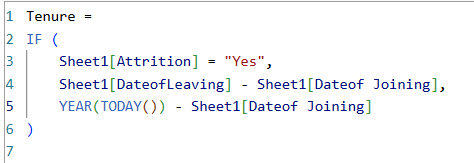 1 Tenure =
2 IF (
3 Sheet1[Attrition] = "Yes",
4 Sheet1[DateofLeaving] - Sheet1[Dateof Joining],
5 YEAR(TODAY()) - Sheet1[Dateof Joining]
6 )
7